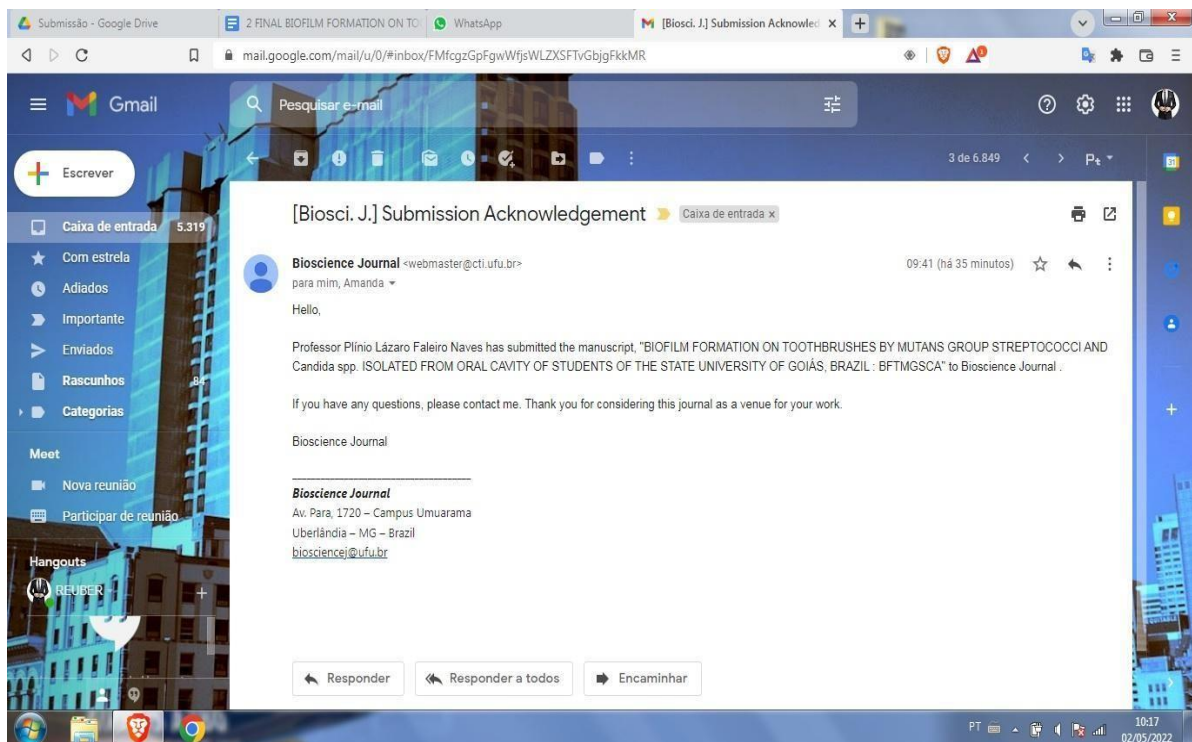 Submissão - Google Drive
2 FINAL BIOFILM FORMATION ON TO
WhatsApp
[Biosci. J.] Submission Acknowled
mail.google.com/mail/u/0/#inbox/FMfcgzGpFgwWfjsWLZXSFTvGbjgFkkMR
Gmail
Pesquisar e-mail
Escrever
3 de 6.849
Caixa de entrada 5.319
Com estrela
Adiados
Importante
Enviados
Rascunhos 84
Categorias
Meet
Nova reunião
Participar de reunião
Hangouts
REUBER
[Biosci. J.] Submission Acknowledgement Caixa de entrada x
Bioscience Journal <webmaster@cti.ufu.br>
09:41 (há 35 minutos)
para mim, Amanda
Hello,
Professor Plínio Lázaro Faleiro Naves has submitted the manuscript, "BIOFILM FORMATION ON TOOTHBRUSHES BY MUTANS GROUP STREPTOCOCCI AND
Candida spp. ISOLATED FROM ORAL CAVITY OF STUDENTS OF THE STATE UNIVERSITY OF GOIÁS, BRAZIL : BFTMGSCA" to Bioscience Journal .
If you have any questions, please contact me. Thank you for considering this journal as a venue for your work.
Bioscience Journal
Bioscience Journal
Av. Para, 1720 – Campus Umuarama
Uberlândia – MG – Brazil
biosciencej@ufu.br
Responder
Responder a todos
Encaminhar
31
PT
10:17
02/05/2022